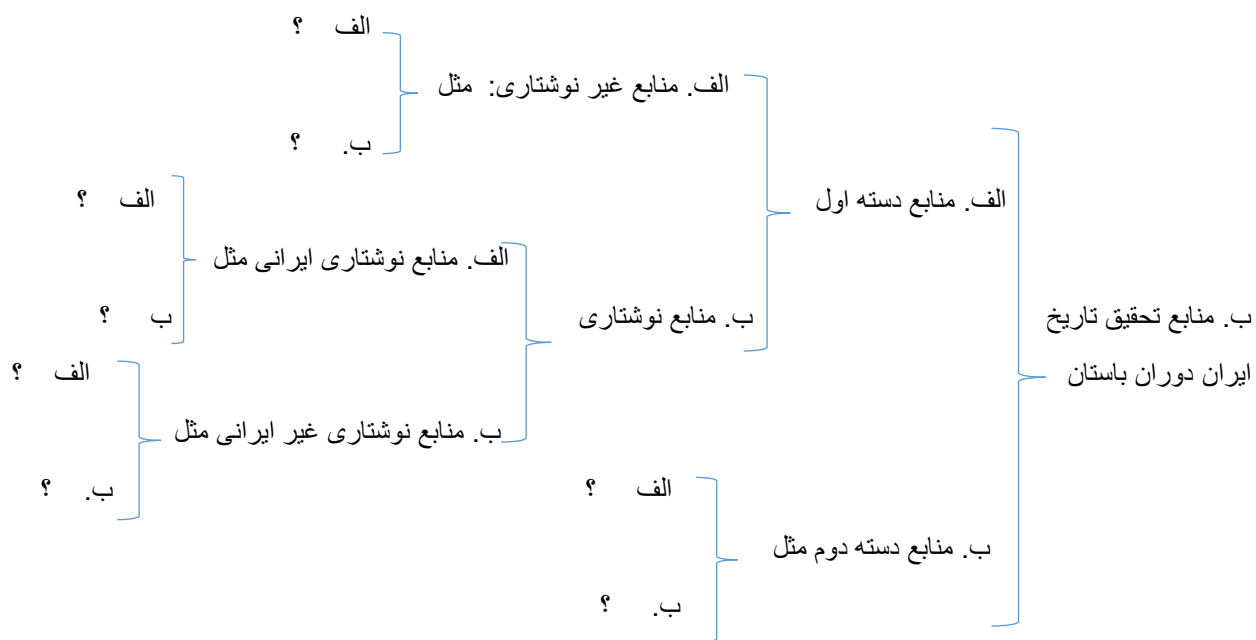 الف    ؟
الف. منابع غیر نوشتاری:  مثل
ب.    ؟
الف    ؟
الف. منابع دسته اول
الف. منابع نوشتاری ایرانی مثل
ب    ؟
ب. منابع نوشتاری
ب. منابع تحقیق تاریخ
ایران دوران باستان
الف    ؟
ب. منابع نوشتاری غیر ایرانی مثل
ب.    ؟
الف    ؟
ب. منابع دسته دوم مثل
ب.    ؟